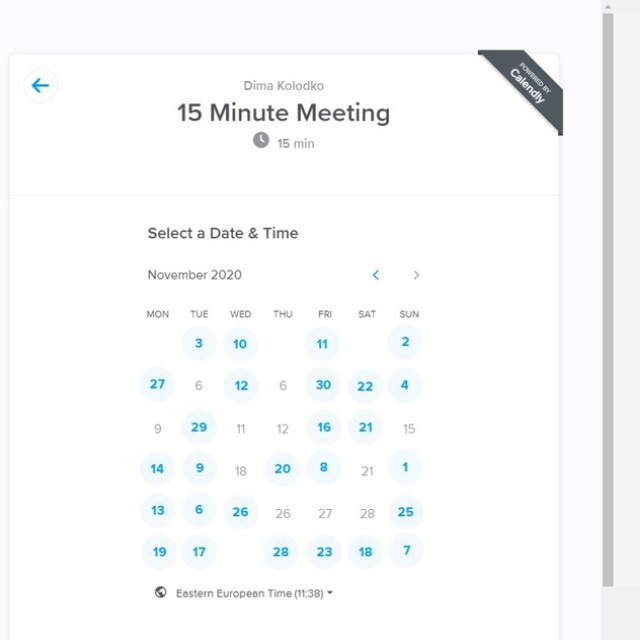 POWERED BY
Calendly
Dima Kolodko
15 Minute Meeting
15 min
Select a Date & Time
November 2020
MON TUE WED THU FRI SAT SUN
3 10 11 2
27 6 12 6 30 22 4
9 29 11 12 16 21 15
14 9 18 20 8 21 1
13 6 26 26 27 28 25
19 17 28 23 18 7
Eastern European Time (11:38)